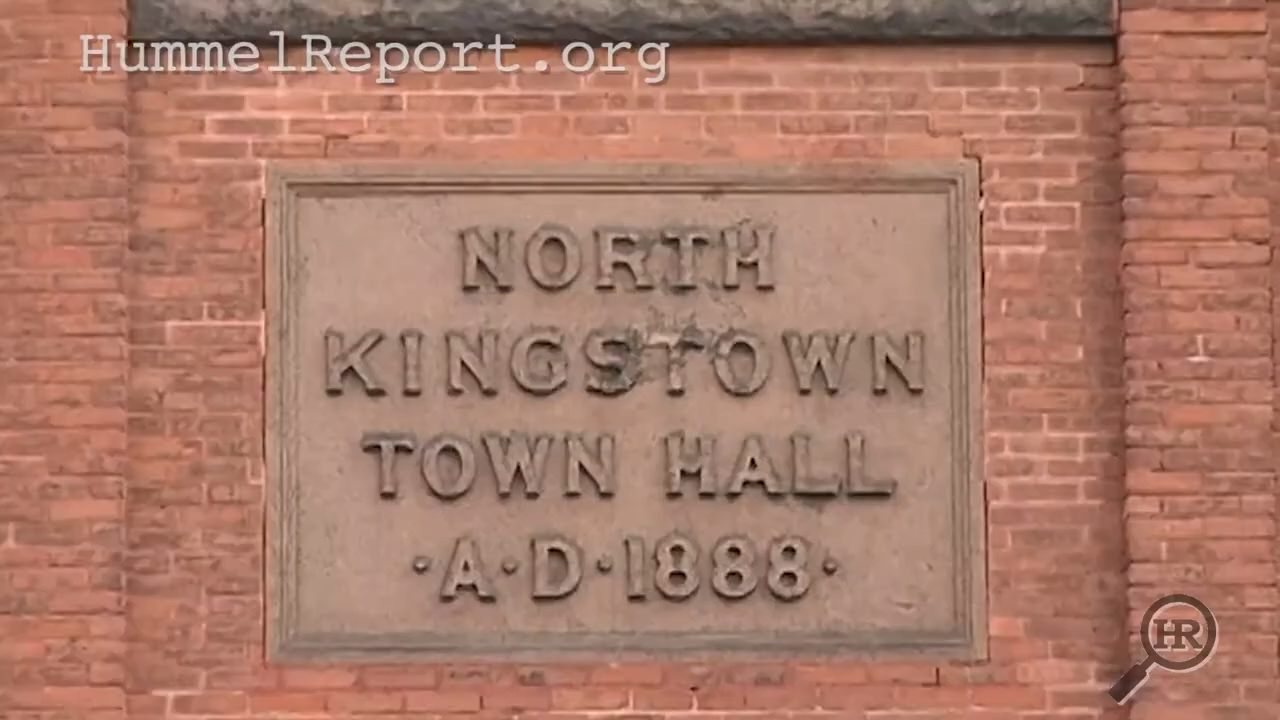 HummelReport.org
NORTH
KINGSTOWN
TOWN HALL
·A·D·1888·
HR